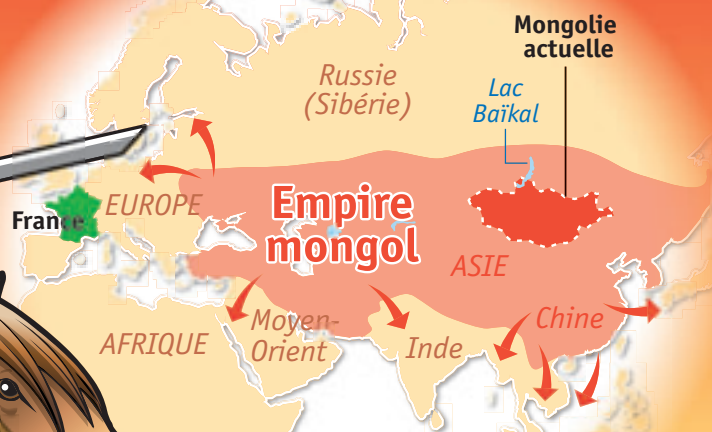 Mongolie
actuelle
Russie
(Sibérie)
Lac
Baïkal
EUROPE
France
Empire
mongol
ASIE
AFRIQUE
Moyen-
Orient
Inde
Chine